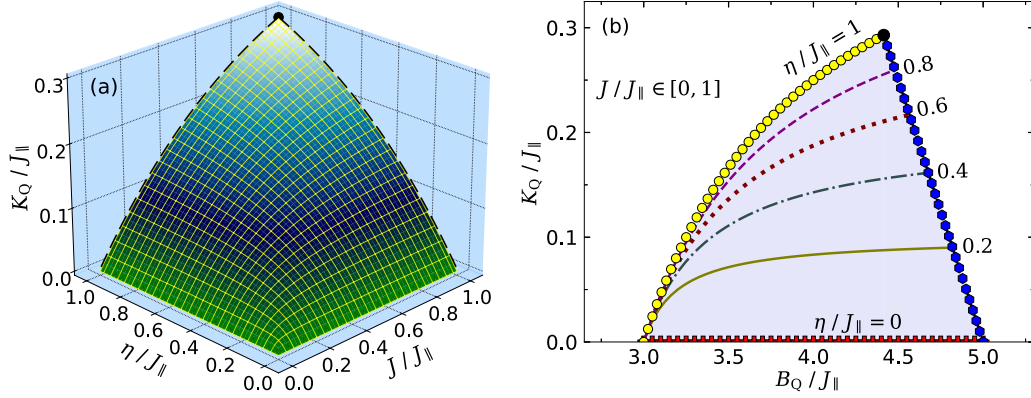 (a)
K_Q / J_∥
0.3
0.2
0.1
0.0
1.0
0.8
0.6
0.4
0.2
0.0
η / J_∥
0.0
0.2
0.4
0.6
0.8
1.0
J / J_∥
(b)
η / J_∥ = 1
J / J_∥ ∈ [0, 1]
0.8
0.6
0.4
0.2
η / J_∥ = 0
K_Q / J_∥
0.3
0.2
0.1
0.0
3.0
3.5
4.0
4.5
5.0
B_Q / J_∥